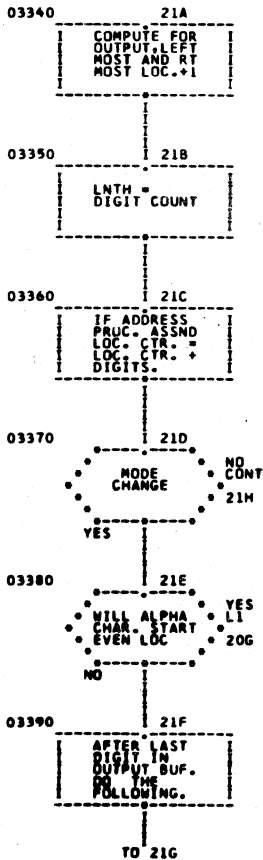 03340 21A
COMPUTE FOR
OUTPUT,LEFT
MOST AND RT
MOST LOC.+1
03350 21B
LNTH =
DIGIT COUNT
03360 21C
IF ADDRESS
PRUC. ASSND
LOC. CTR. =
LOC. CTR. +
DIGITS.
03370 21D
NO
MODE CONT
CHANGE
21H
YES
03380 21E
YES
WILL ALPHA L1
CHAR. START
EVEN LOC 20G
NO
03390 21F
AFTER LAST
DIGIT IN
OUTPUT BUF.
DO THE
FOLLOWING.
TO 21G